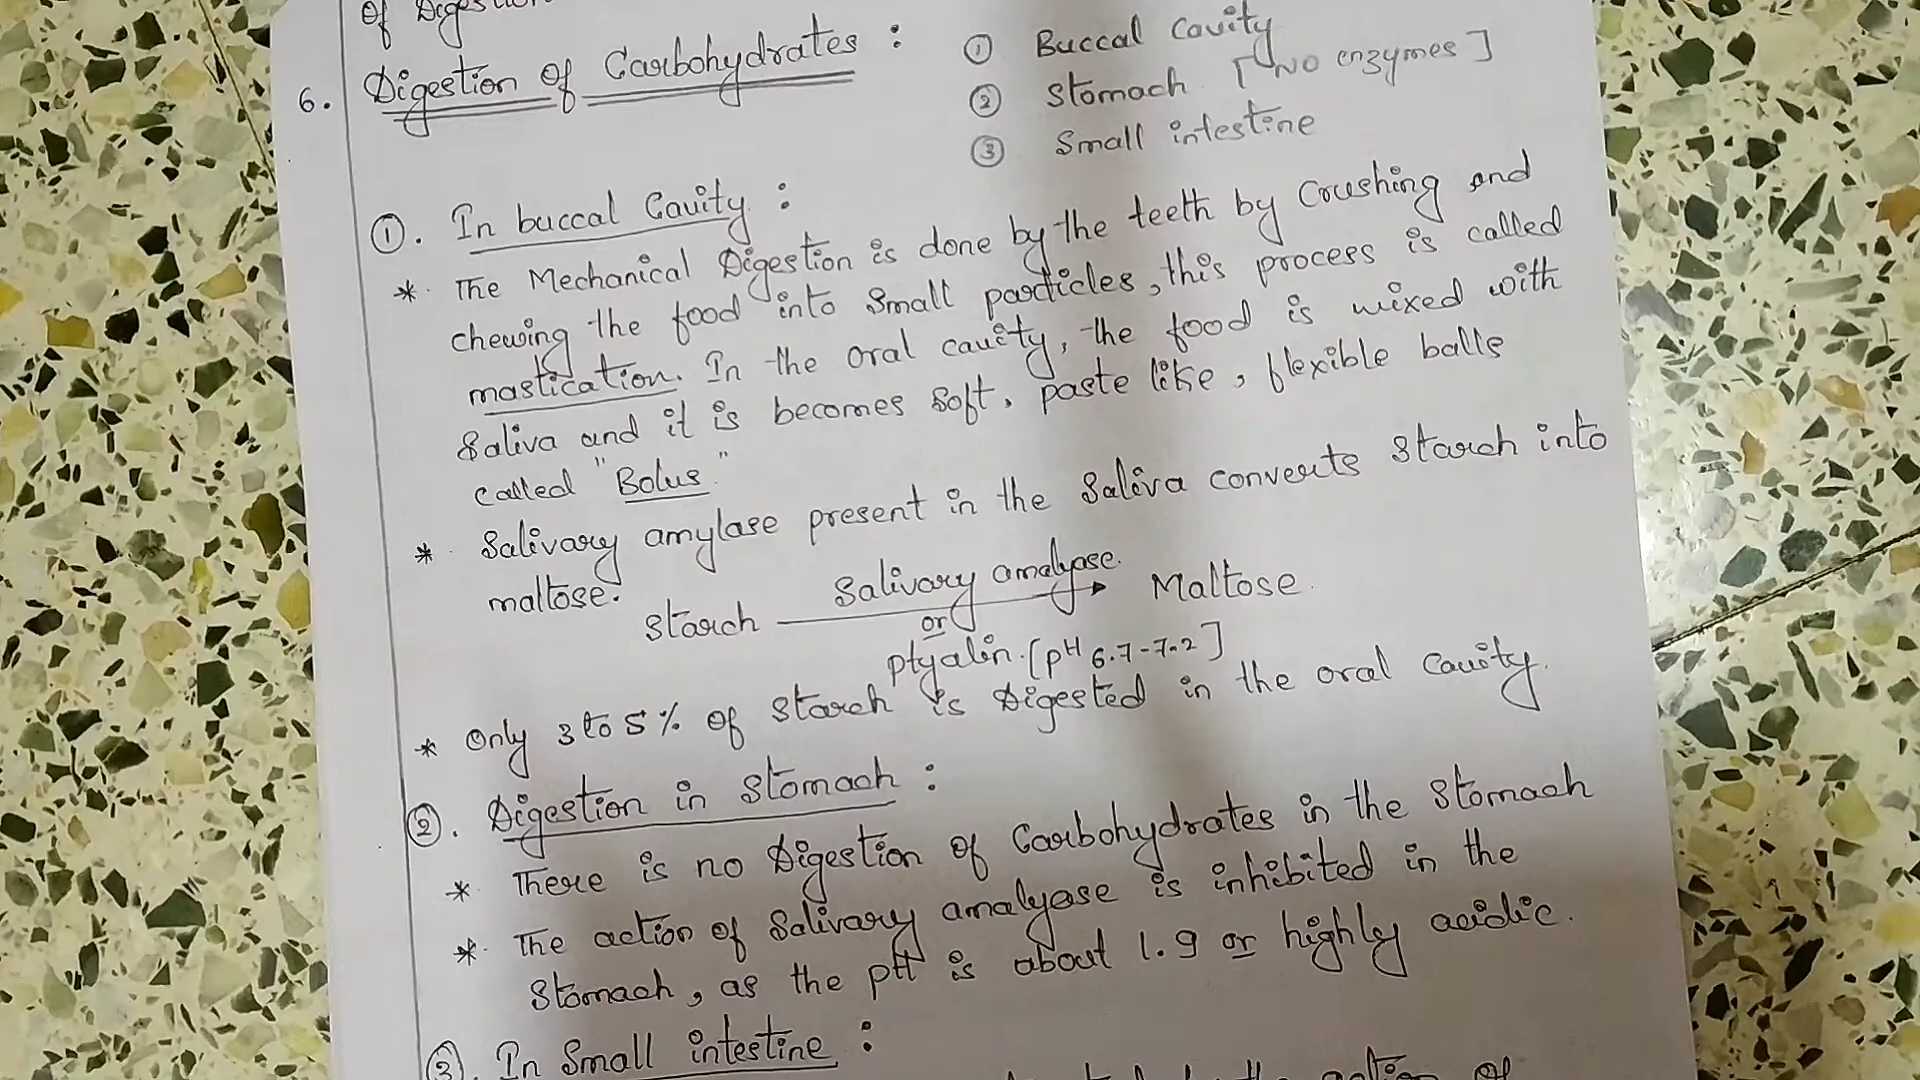 Of Digestion
6. Digestion of Carbohydrates :
① Buccal cavity
② Stomach [No enzymes]
③ Small intestine
①. In buccal Cavity :
* The Mechanical Digestion is done by the teeth by Crushing and
chewing the food into small particles, this process is called
mastication. In the oral cavity, the food is mixed with
Saliva and it is becomes soft, paste like, flexible balls
called "Bolus"
* Salivary amylase present in the Saliva converts starch into
maltose.
Starch Salivary amalyase. → Maltose.
or
ptyalin. [pH 6.7-7.2]
* Only 3 to 5% of starch is Digested in the oral cavity.
②. Digestion in Stomach :
* There is no Digestion of Carbohydrates in the Stomach
* The action of Salivary amalyase is inhibited in the
Stomach, as the pH is about 1.9 or highly acidic.
③. In Small intestine :
the action of